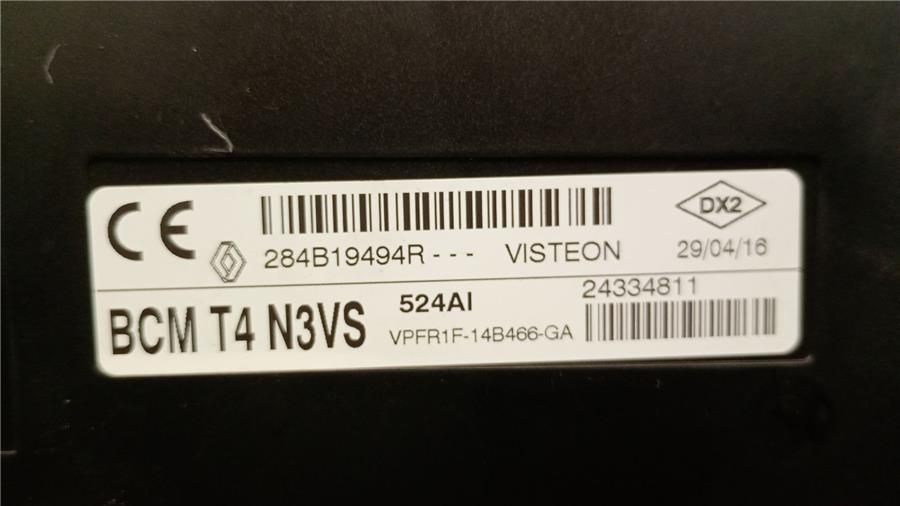 CE
284B19494R - - - VISTEON
DX2
29/04/16
BCM T4 N3VS
524AI
VPFR1F-14B466-GA
24334811